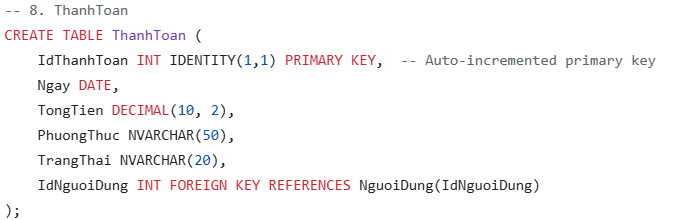 -- 8. ThanhToan
CREATE TABLE ThanhToan (
    IdThanhToan INT IDENTITY(1,1) PRIMARY KEY,  -- Auto-incremented primary key
    Ngay DATE,
    TongTien DECIMAL(10, 2),
    PhuongThuc NVARCHAR(50),
    TrangThai NVARCHAR(20),
    IdNguoiDung INT FOREIGN KEY REFERENCES NguoiDung(IdNguoiDung)
);